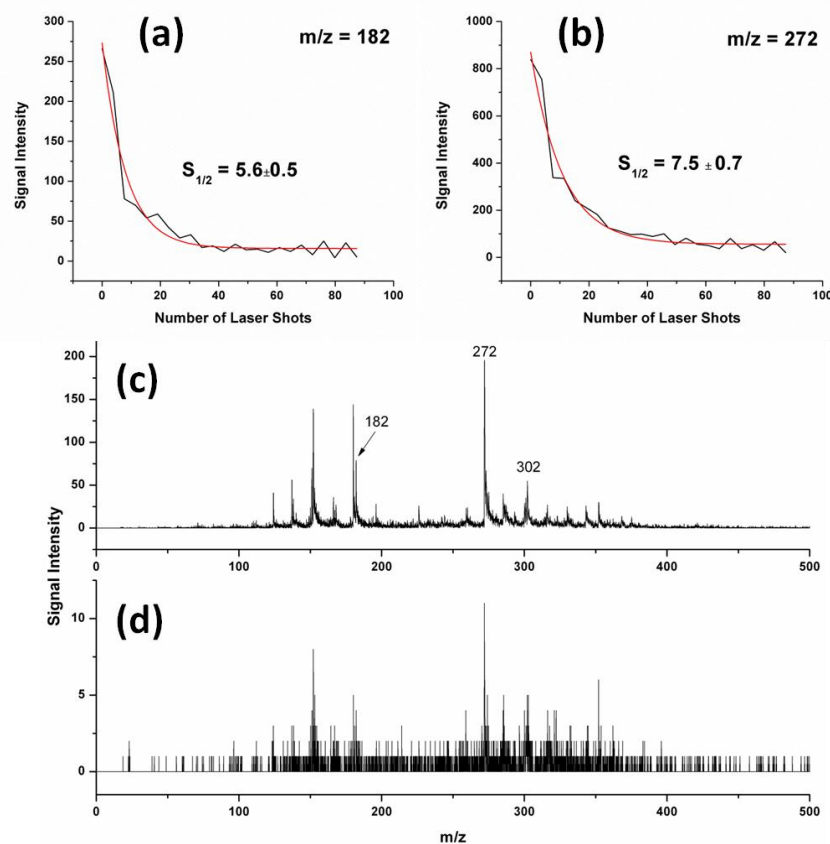 (a)
m/z = 182
S1/2 = 5.6±0.5
Signal Intensity
300
250
200
150
100
50
0
0 20 40 60 80 100
Number of Laser Shots
(b)
m/z = 272
S1/2 = 7.5 ±0.7
SIgnal Intensity
1000
800
600
400
200
0
0 20 40 60 80 100
Number of Laser Shots
(c)
272
182
302
200
150
100
50
0
0 100 200 300 400 500
Signal Intensity
(d)
10
5
0
0 100 200 300 400 500
m/z